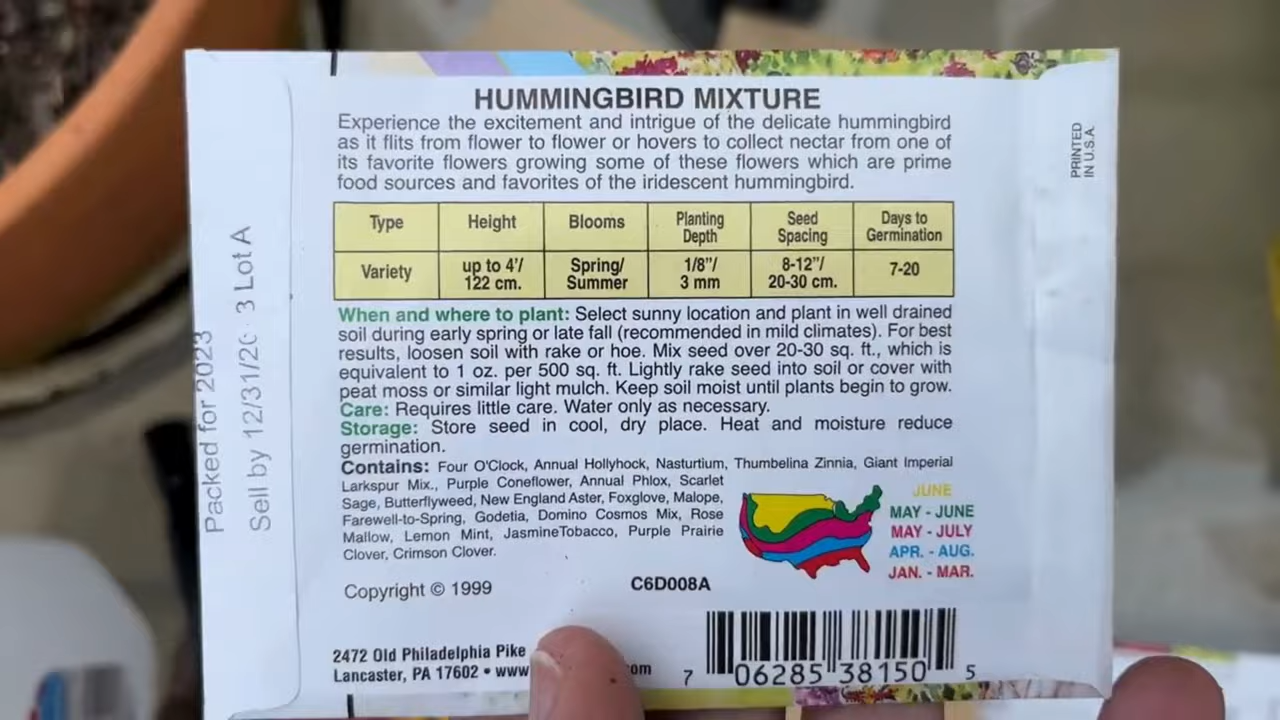 HUMMINGBIRD MIXTURE
Experience the excitement and intrigue of the delicate hummingbird
as it flits from flower to flower or hovers to collect nectar from one of
its favorite flowers growing some of these flowers which are prime
food sources and favorites of the iridescent hummingbird.
PRINTED
IN U.S.A.
Type Height Blooms Planting Depth Seed Spacing Days to Germination
Variety up to 4'/ 122 cm. Spring/ Summer 1/8"/ 3 mm 8-12"/ 20-30 cm. 7-20
Packed for 2023
Sell by 12/31/20 3 Lot A
When and where to plant: Select sunny location and plant in well drained
soil during early spring or late fall (recommended in mild climates). For best
results, loosen soil with rake or hoe. Mix seed over 20-30 sq. ft., which is
equivalent to 1 oz. per 500 sq. ft. Lightly rake seed into soil or cover with
peat moss or similar light mulch. Keep soil moist until plants begin to grow.
Care: Requires little care. Water only as necessary.
Storage: Store seed in cool, dry place. Heat and moisture reduce
germination.
Contains: Four O'Clock, Annual Hollyhock, Nasturtium, Thumbelina Zinnia, Giant Imperial
Larkspur Mix., Purple Coneflower, Annual Phlox, Scarlet
Sage, Butterflyweed, New England Aster, Foxglove, Malope,
Farewell-to-Spring, Godetia, Domino Cosmos Mix, Rose
Mallow, Lemon Mint, JasmineTobacco, Purple Prairie
Clover, Crimson Clover.
JUNE
MAY - JUNE
MAY - JULY
APR. - AUG.
JAN. - MAR.
Copyright © 1999
C6D008A
2472 Old Philadelphia Pike
Lancaster, PA 17602 • www om
7 06285 38150 5